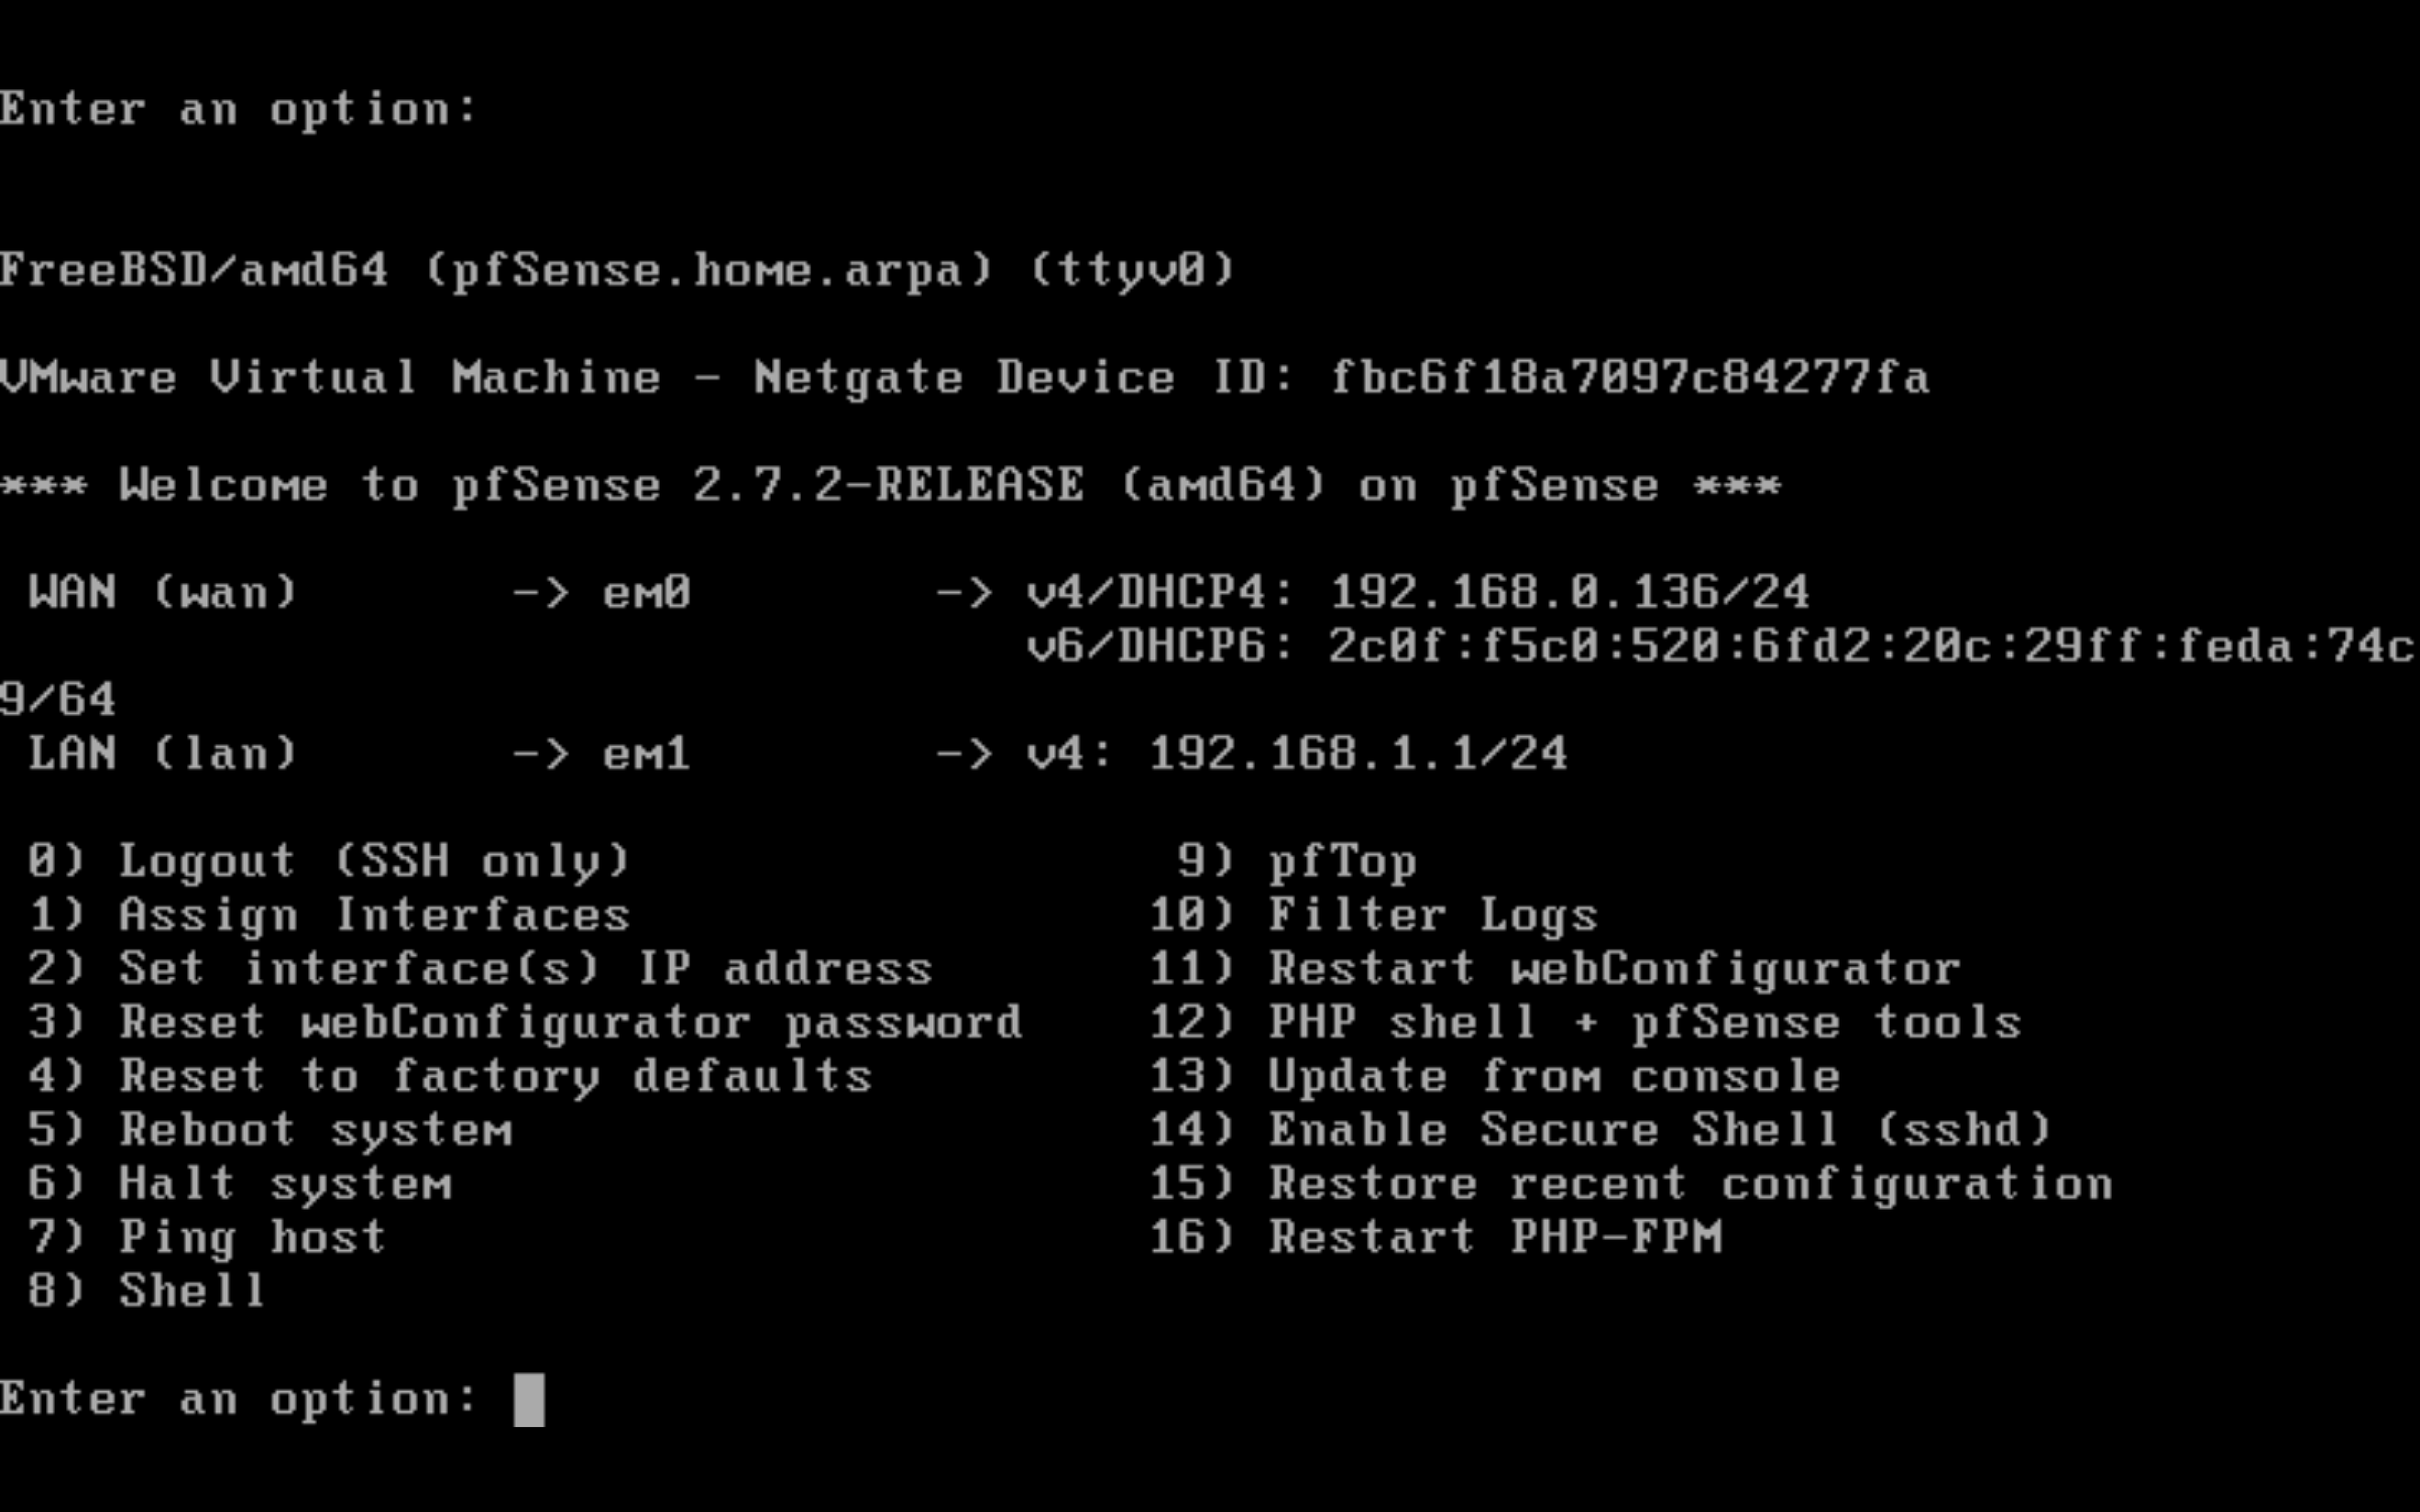 Enter an option:
FreeBSD/amd64 (pfSense.home.arpa) (ttyv0)
VMware Virtual Machine - Netgate Device ID: fbc6f18a7097c84277fa
*** Welcome to pfSense 2.7.2-RELEASE (amd64) on pfSense ***
WAN (wan) -> em0 -> v4/DHCP4: 192.168.0.136/24
v6/DHCP6: 2c0f:f5c0:520:6fd2:20c:29ff:feda:74c
9/64
LAN (lan) -> em1 -> v4: 192.168.1.1/24
0) Logout (SSH only) 9) pfTop
1) Assign Interfaces 10) Filter Logs
2) Set interface(s) IP address 11) Restart webConfigurator
3) Reset webConfigurator password 12) PHP shell + pfSense tools
4) Reset to factory defaults 13) Update from console
5) Reboot system 14) Enable Secure Shell (sshd)
6) Halt system 15) Restore recent configuration
7) Ping host 16) Restart PHP-FPM
8) Shell
Enter an option: